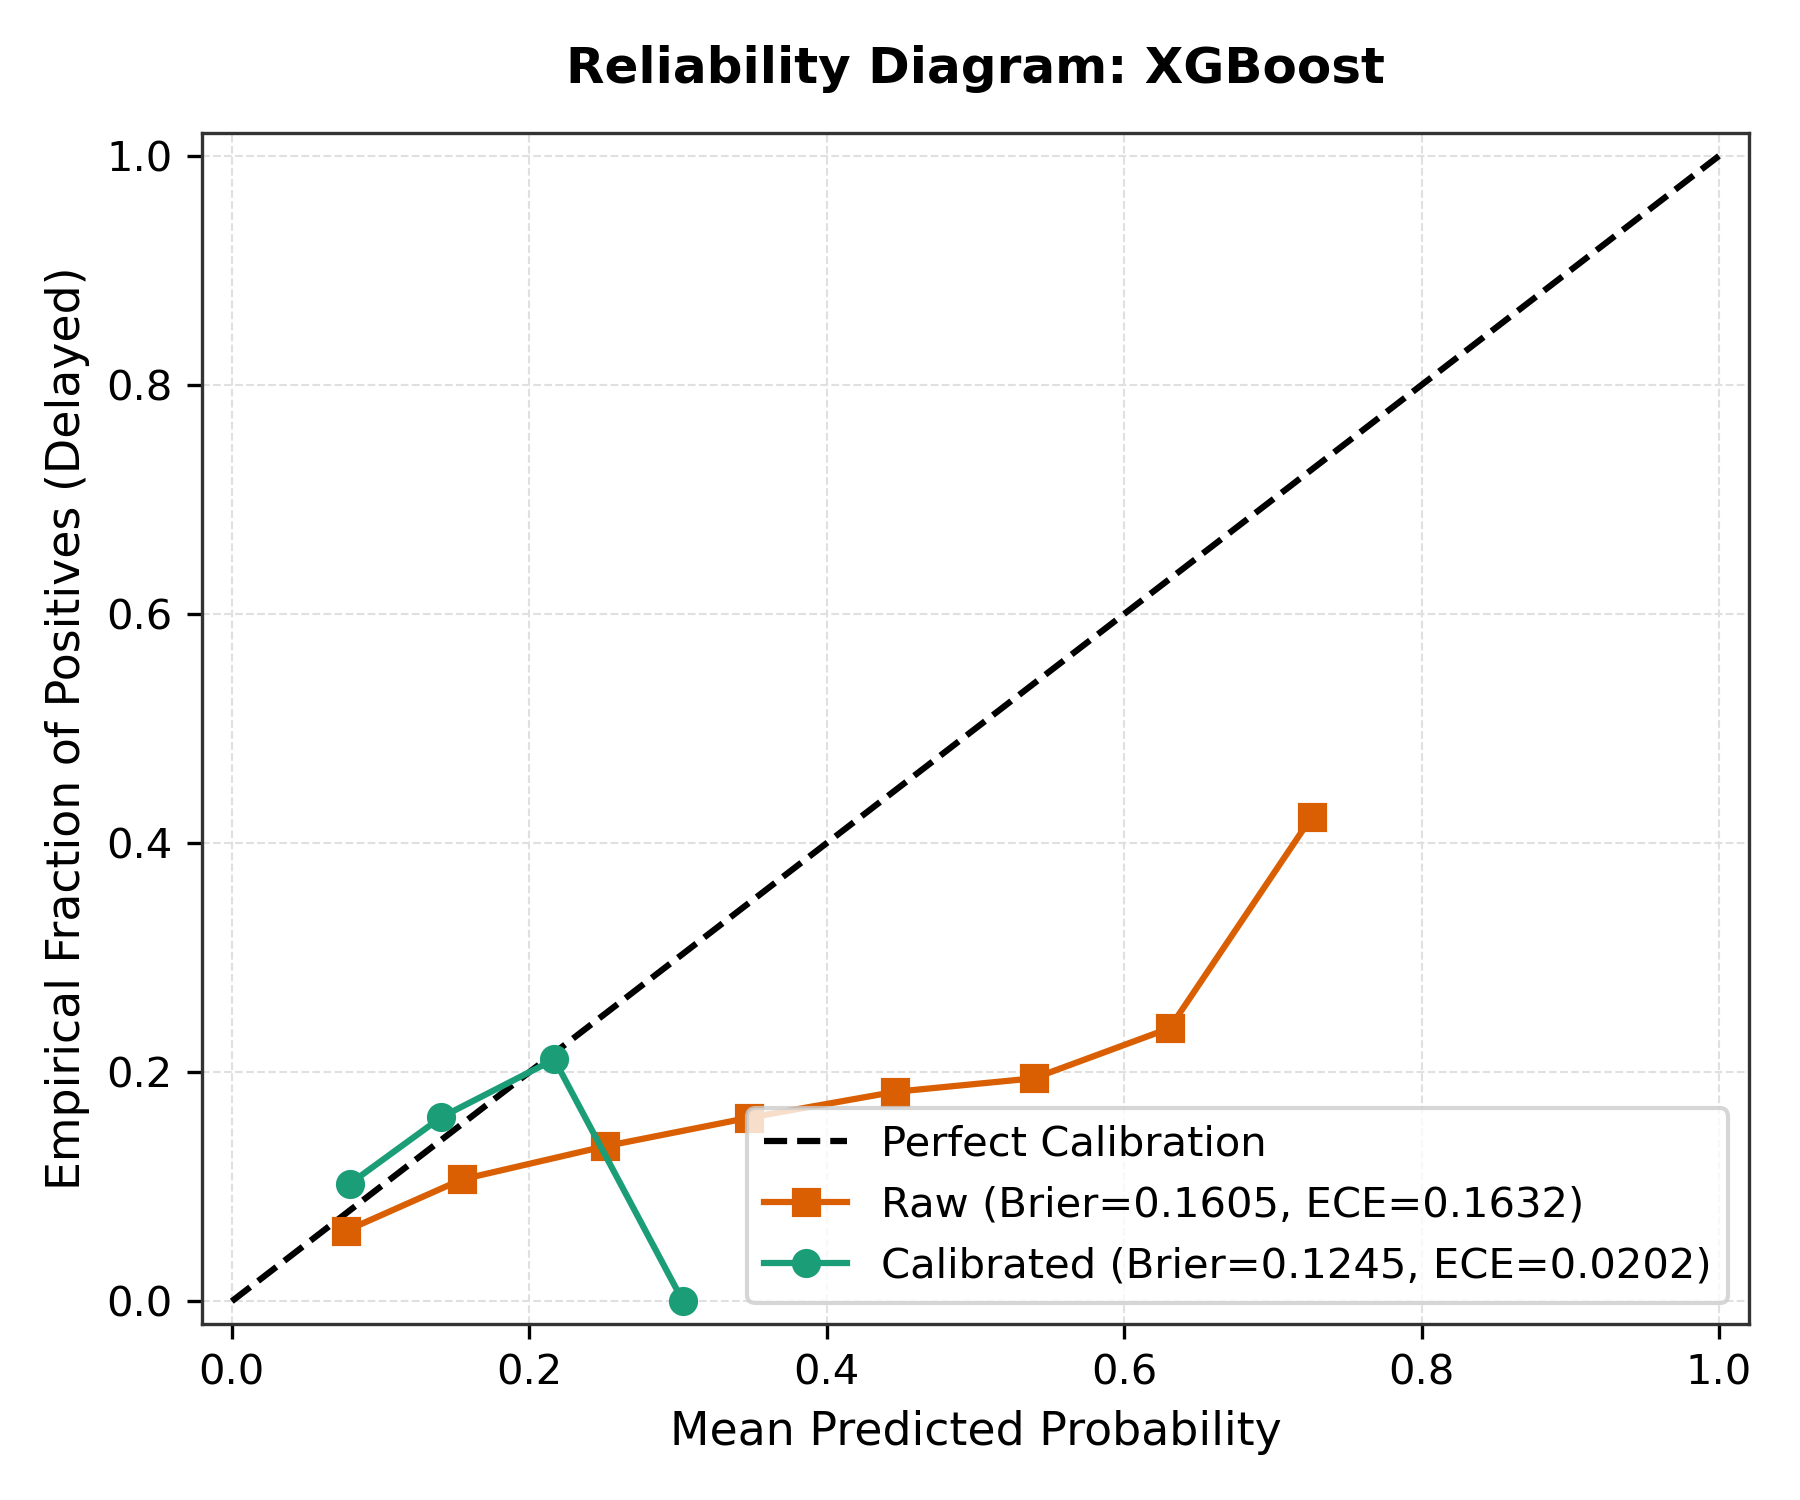 Reliability Diagram: XGBoost
Empirical Fraction of Positives (Delayed)
1.0
0.8
0.6
0.4
0.2
0.0
Perfect Calibration
Raw (Brier=0.1605, ECE=0.1632)
Calibrated (Brier=0.1245, ECE=0.0202)
0.0 0.2 0.4 0.6 0.8 1.0
Mean Predicted Probability